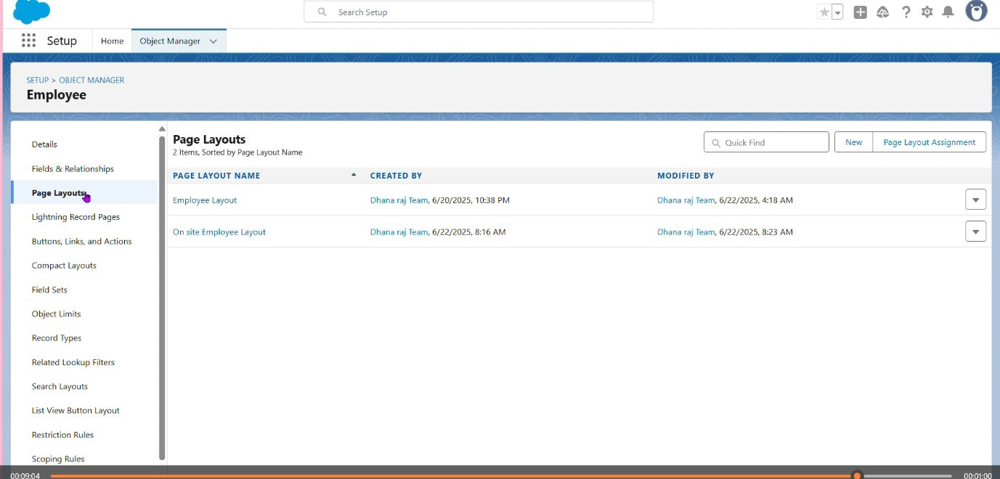 Search Setup
Setup
Home
Object Manager
SETUP > OBJECT MANAGER
Employee
Details
Fields & Relationships
Page Layouts
Lightning Record Pages
Buttons, Links, and Actions
Compact Layouts
Field Sets
Object Limits
Record Types
Related Lookup Filters
Search Layouts
List View Button Layout
Restriction Rules
Scoping Rules
Page Layouts
2 Items, Sorted by Page Layout Name
Quick Find
New
Page Layout Assignment
PAGE LAYOUT NAME CREATED BY MODIFIED BY
Employee Layout Dhana raj Team, 6/20/2025, 10:38 PM Dhana raj Team, 6/22/2025, 4:18 AM
On site Employee Layout Dhana raj Team, 6/22/2025, 8:16 AM Dhana raj Team, 6/22/2025, 8:23 AM
00:09:04
00:01:00